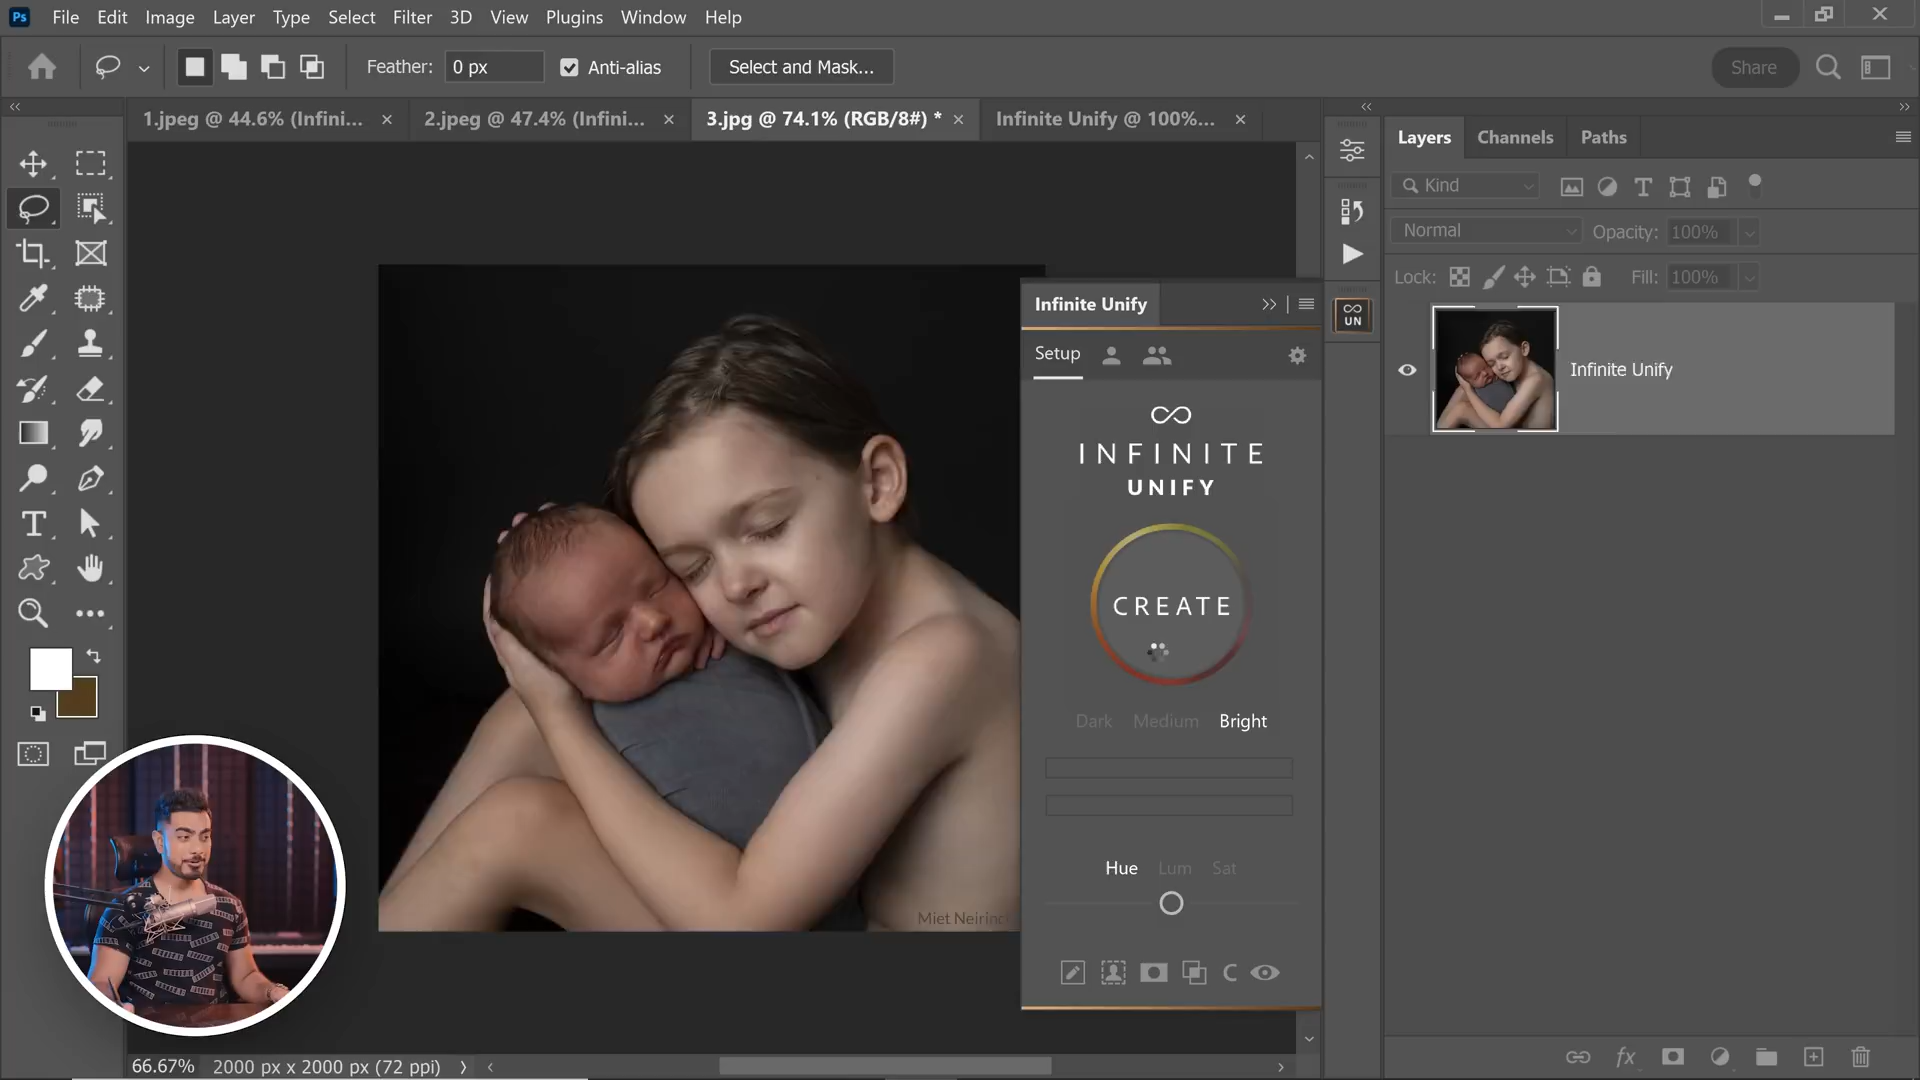 Ps File Edit Image Layer Type Select Filter 3D View Plugins Window Help
Feather: 0 px Anti-alias Select and Mask... Share
1.jpeg @ 44.6% (Infini... 2.jpeg @ 47.4% (Infini... 3.jpg @ 74.1% (RGB/8#) * Infinite Unify @ 100%...
Layers Channels Paths
Kind
Normal Opacity: 100%
Lock: Fill: 100%
Infinite Unify
UN
Setup
INFINITE
UNIFY
Infinite Unify
CREATE
Dark Medium Bright
Hue Lum Sat
C
Miet Neirinc
66.67% 2000 px x 2000 px (72 ppi)
fx